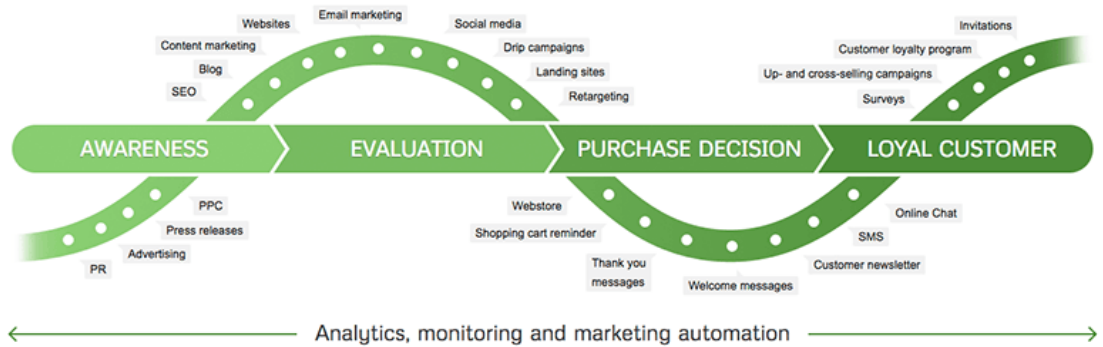 Websites
Email marketing
Social media
Content marketing
Drip campaigns
Blog
Landing sites
SEO
Retargeting
Invitations
Customer loyalty program
Up- and cross-selling campaigns
Surveys
AWARENESS
EVALUATION
PURCHASE DECISION
LOYAL CUSTOMER
PPC
Press releases
Advertising
PR
Webstore
Shopping cart reminder
Thank you
messages
Welcome messages
Customer newsletter
SMS
Online Chat
Analytics, monitoring and marketing automation